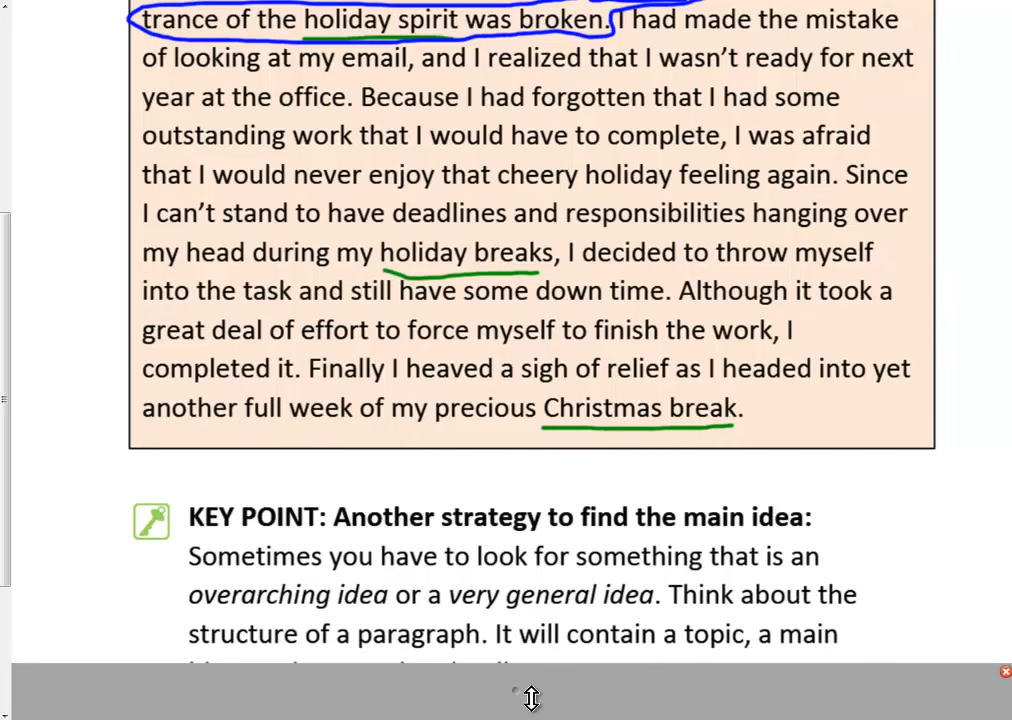 trance of the holiday spirit was broken. I had made the mistake
of looking at my email, and I realized that I wasn’t ready for next
year at the office. Because I had forgotten that I had some
outstanding work that I would have to complete, I was afraid
that I would never enjoy that cheery holiday feeling again. Since
I can’t stand to have deadlines and responsibilities hanging over
my head during my holiday breaks, I decided to throw myself
into the task and still have some down time. Although it took a
great deal of effort to force myself to finish the work, I
completed it. Finally I heaved a sigh of relief as I headed into yet
another full week of my precious Christmas break.
KEY POINT: Another strategy to find the main idea:
Sometimes you have to look for something that is an
overarching idea or a very general idea. Think about the
structure of a paragraph. It will contain a topic, a main